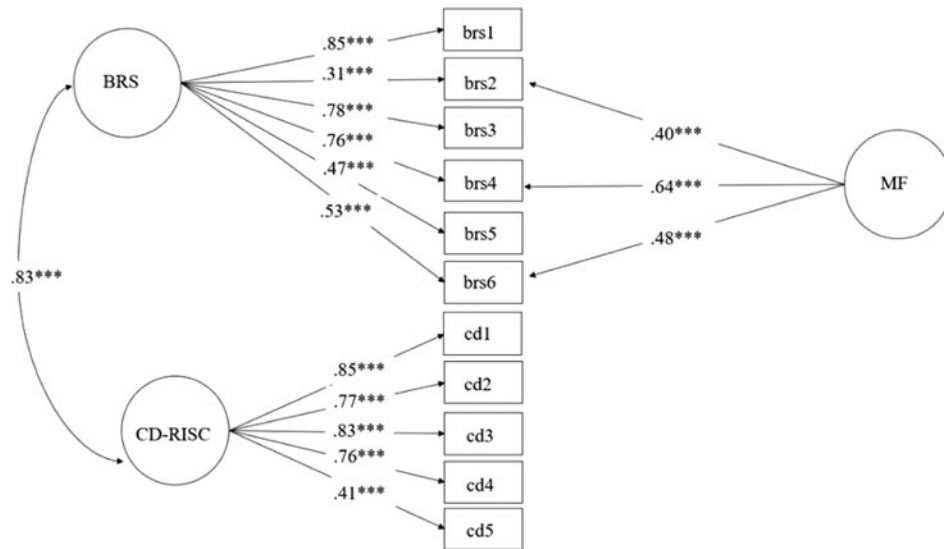 BRS
.85***
.31***
.78***
.76***
.47***
.53***
brs1
brs2
brs3
brs4
brs5
brs6
.40***
.64***
.48***
MF
.83***
CD-RISC
.85***
.77***
.83***
.76***
.41***
cd1
cd2
cd3
cd4
cd5